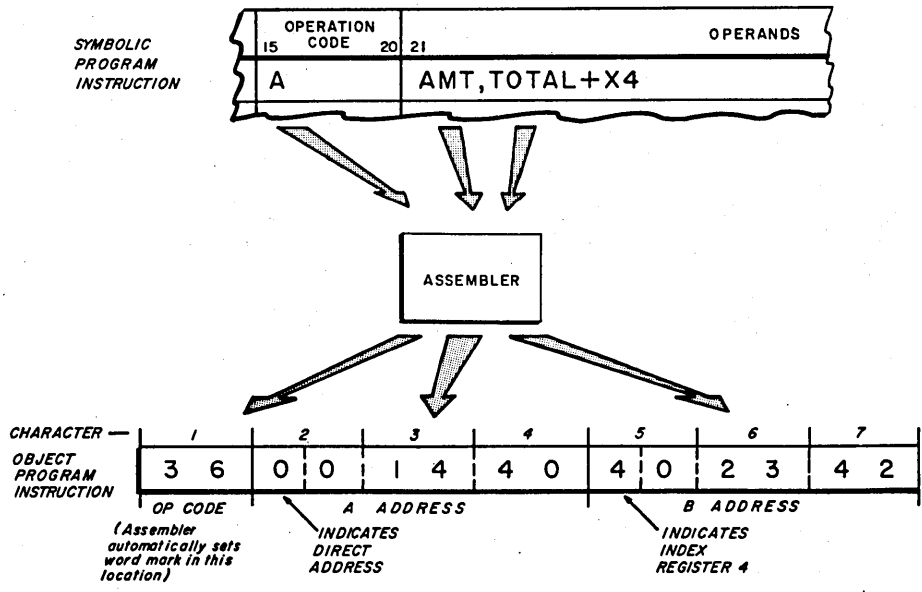 SYMBOLIC
PROGRAM
INSTRUCTION
OPERATION
CODE
15 20 21 OPERANDS
A AMT,TOTAL+X4
ASSEMBLER
CHARACTER — 1 2 3 4 5 6 7
OBJECT
PROGRAM
INSTRUCTION
3 6 0 0 1 4 4 0 4 0 2 3 4 2
OP CODE A ADDRESS B ADDRESS
(Assembler
automatically sets
word mark in this
location)
INDICATES
DIRECT
ADDRESS
INDICATES
INDEX
REGISTER 4